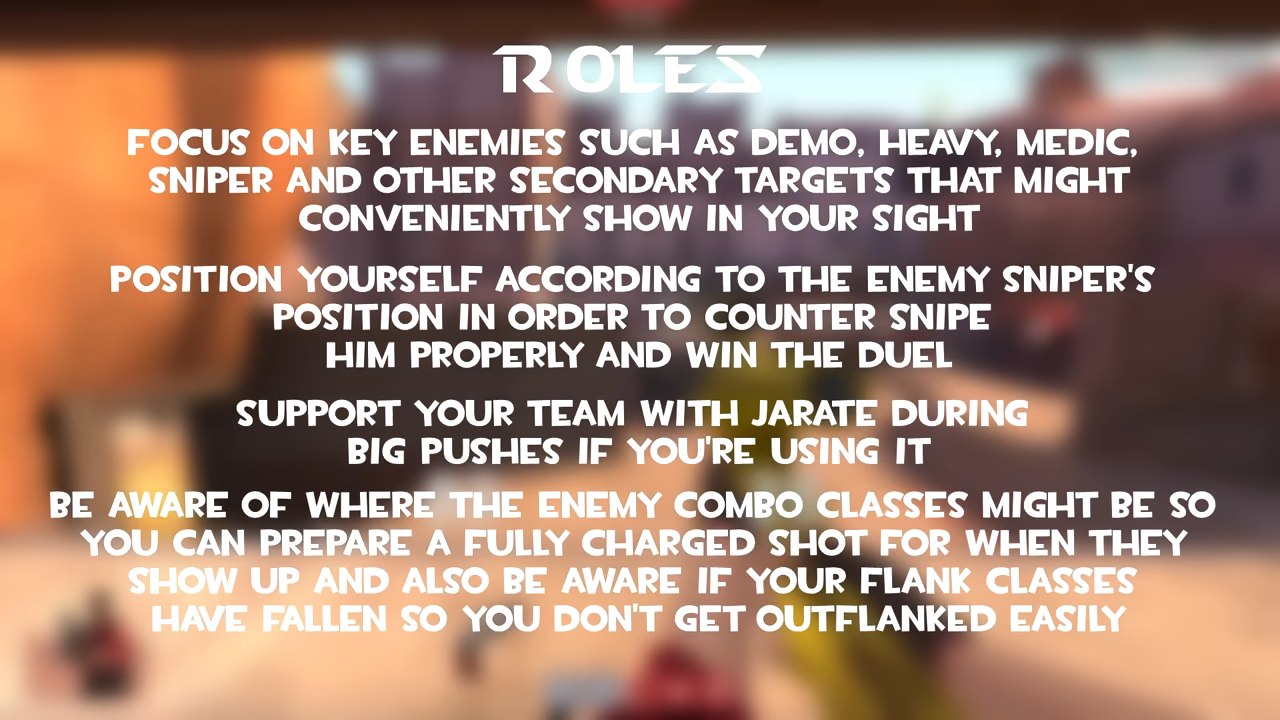 ROLES
FOCUS ON KEY ENEMIES SUCH AS DEMO, HEAVY, MEDIC,
SNIPER AND OTHER SECONDARY TARGETS THAT MIGHT
CONVENIENTLY SHOW IN YOUR SIGHT
POSITION YOURSELF ACCORDING TO THE ENEMY SNIPER'S
POSITION IN ORDER TO COUNTER SNIPE
HIM PROPERLY AND WIN THE DUEL
SUPPORT YOUR TEAM WITH JARATE DURING
BIG PUSHES IF YOU'RE USING IT
BE AWARE OF WHERE THE ENEMY COMBO CLASSES MIGHT BE SO
YOU CAN PREPARE A FULLY CHARGED SHOT FOR WHEN THEY
SHOW UP AND ALSO BE AWARE IF YOUR FLANK CLASSES
HAVE FALLEN SO YOU DON'T GET OUTFLANKED EASILY